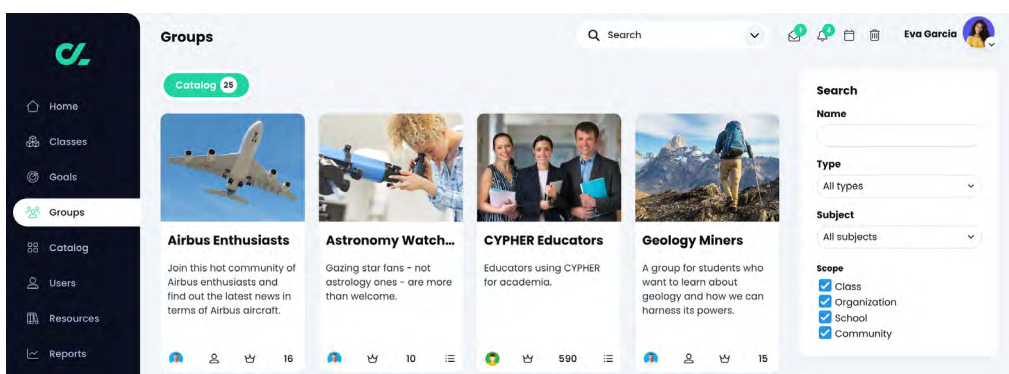 Groups
Search
1
4
Eva Garcia
Home
Classes
Goals
Groups
Catalog
Users
Resources
Reports
Catalog 25
Airbus Enthusiasts
Join this hot community of
Airbus enthusiasts and
find out the latest news in
terms of Airbus aircraft.
16
Astronomy Watch...
Gazing star fans - not
astrology ones - are more
than welcome.
10
CYPHER Educators
Educators using CYPHER
for academia.
590
Geology Miners
A group for students who
want to learn about
geology and how we can
harness its powers.
15
Search
Name
Type
All types
Subject
All subjects
Scope
Class
Organization
School
Community